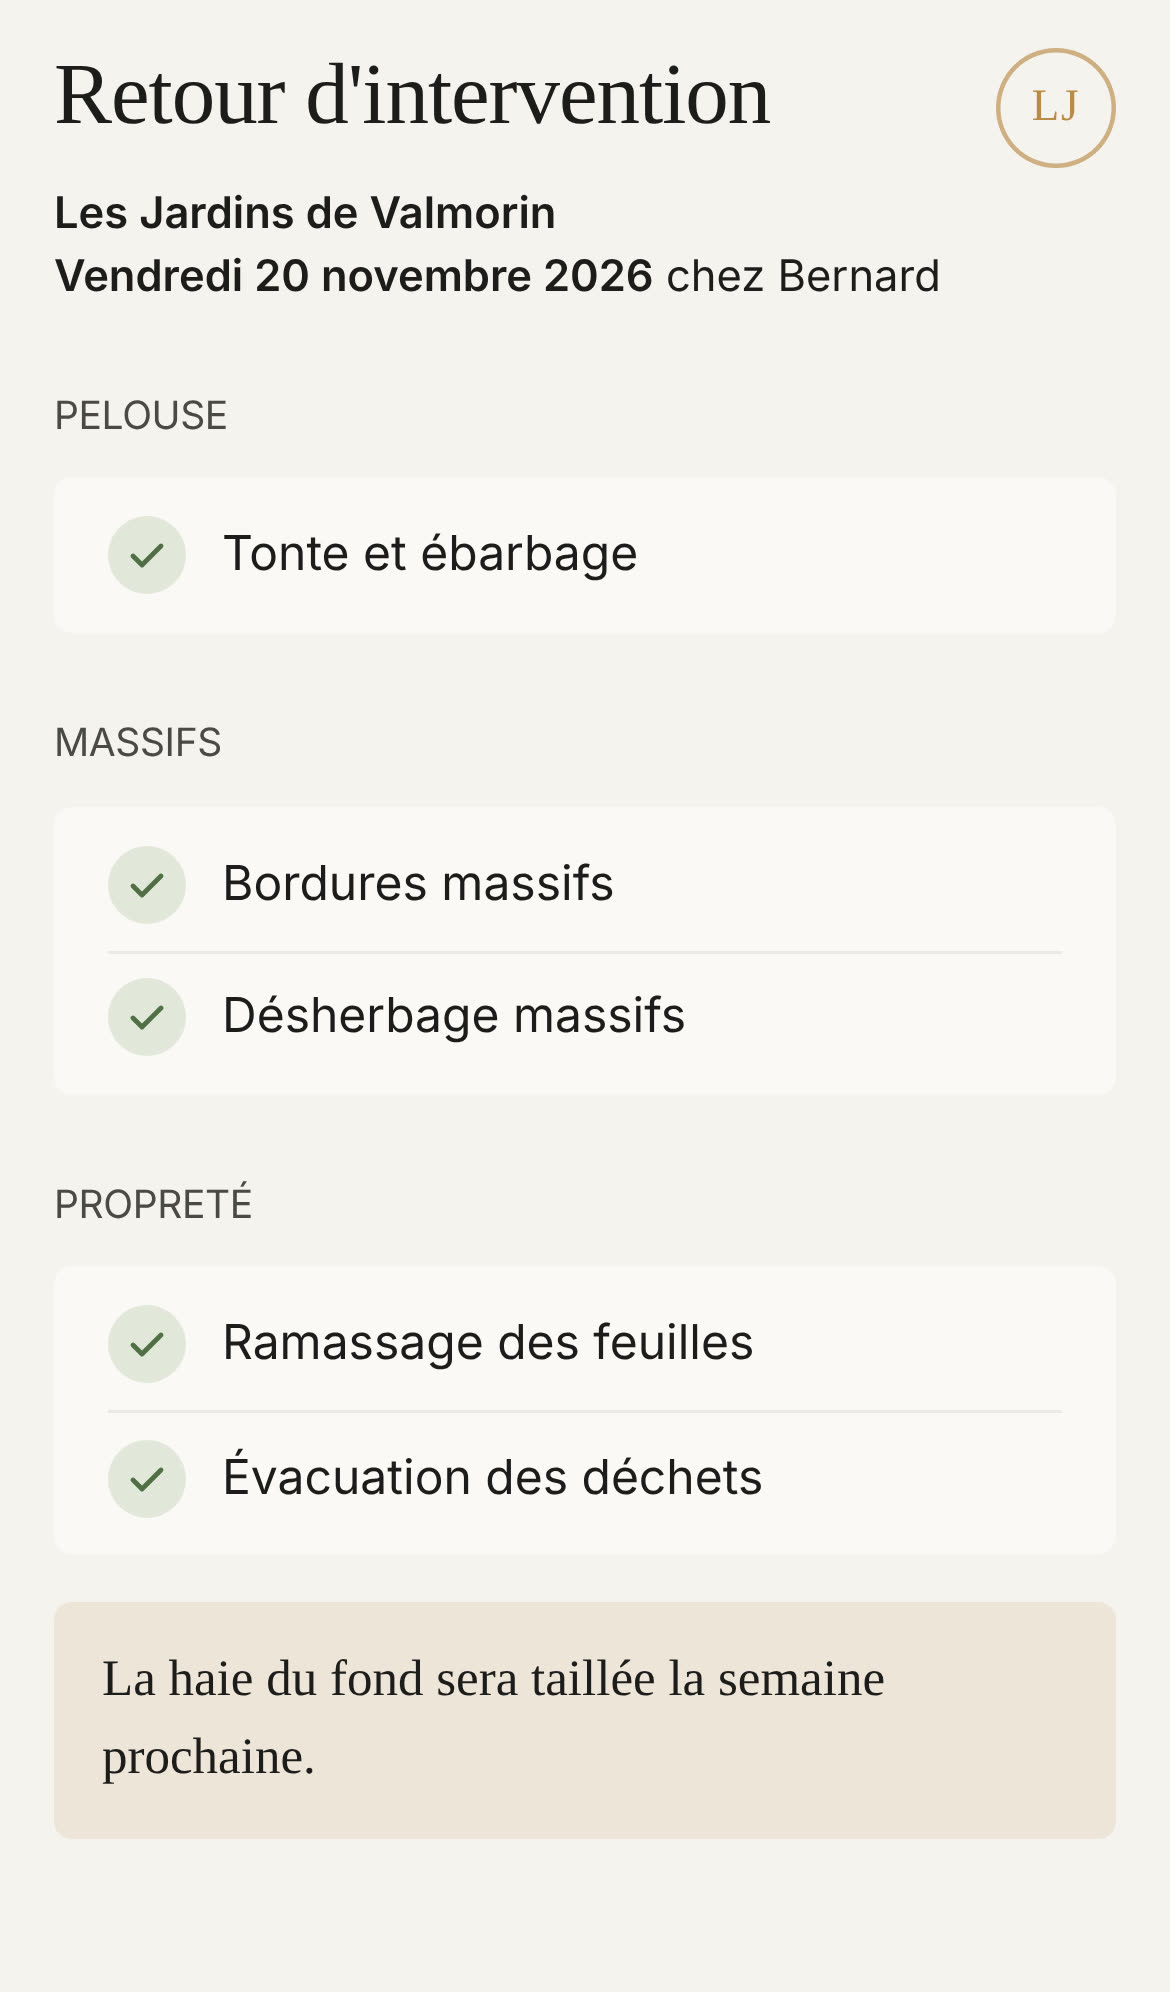 Retour d'intervention
LJ
Les Jardins de Valmorin
Vendredi 20 novembre 2026 chez Bernard
PELOUSE
Tonte et ébarbage
MASSIFS
Bordures massifs
Désherbage massifs
PROPRETÉ
Ramassage des feuilles
Évacuation des déchets
La haie du fond sera taillée la semaine
prochaine.